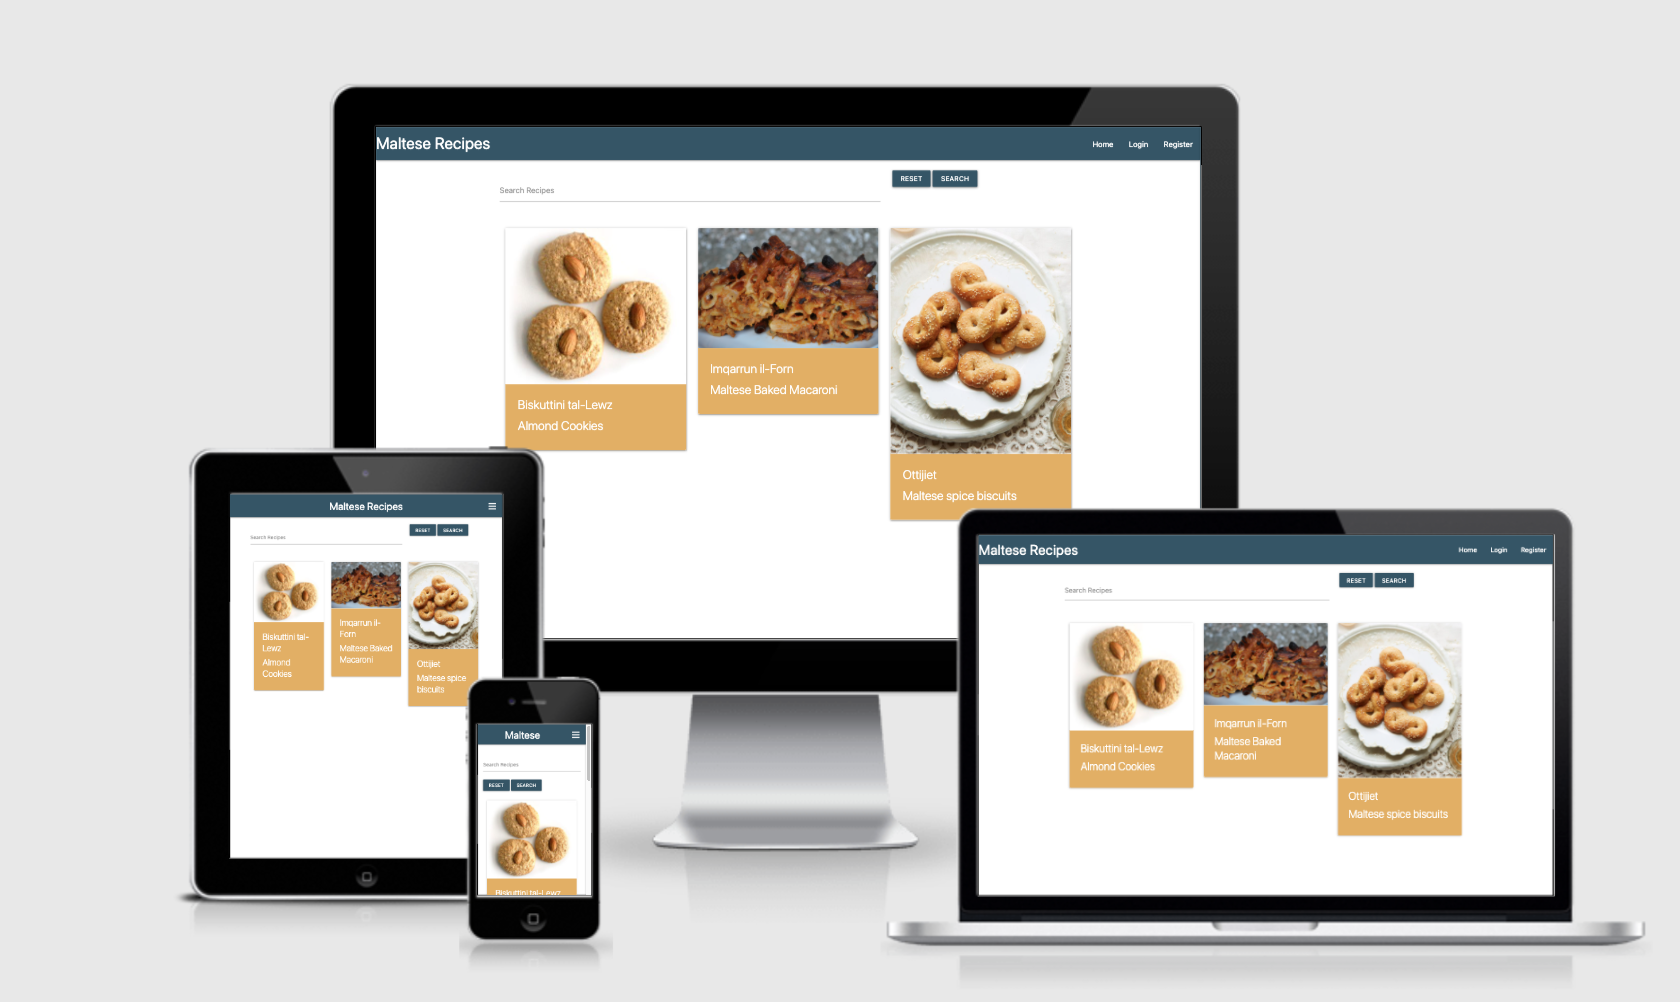 Maltese Recipes
Home Login Register
Search Recipes
RESET SEARCH
Biskuttini tal-Lewz
Almond Cookies
Imqarrun il-Forn
Maltese Baked Macaroni
Ottijiet
Maltese spice biscuits
Maltese Recipes
Search Recipes
RESET SEARCH
Biskuttini tal-
Lewz
Almond
Cookies
Imqarrun il-
Forn
Maltese Baked
Macaroni
Ottijiet
Maltese spice
biscuits
Maltese
Search Recipes
RESET SEARCH
Biskuttini tal-Lewz
Maltese Recipes
Home Login Register
Search Recipes
RESET SEARCH
Biskuttini tal-Lewz
Almond Cookies
Imqarrun il-Forn
Maltese Baked
Macaroni
Ottijiet
Maltese spice biscuits